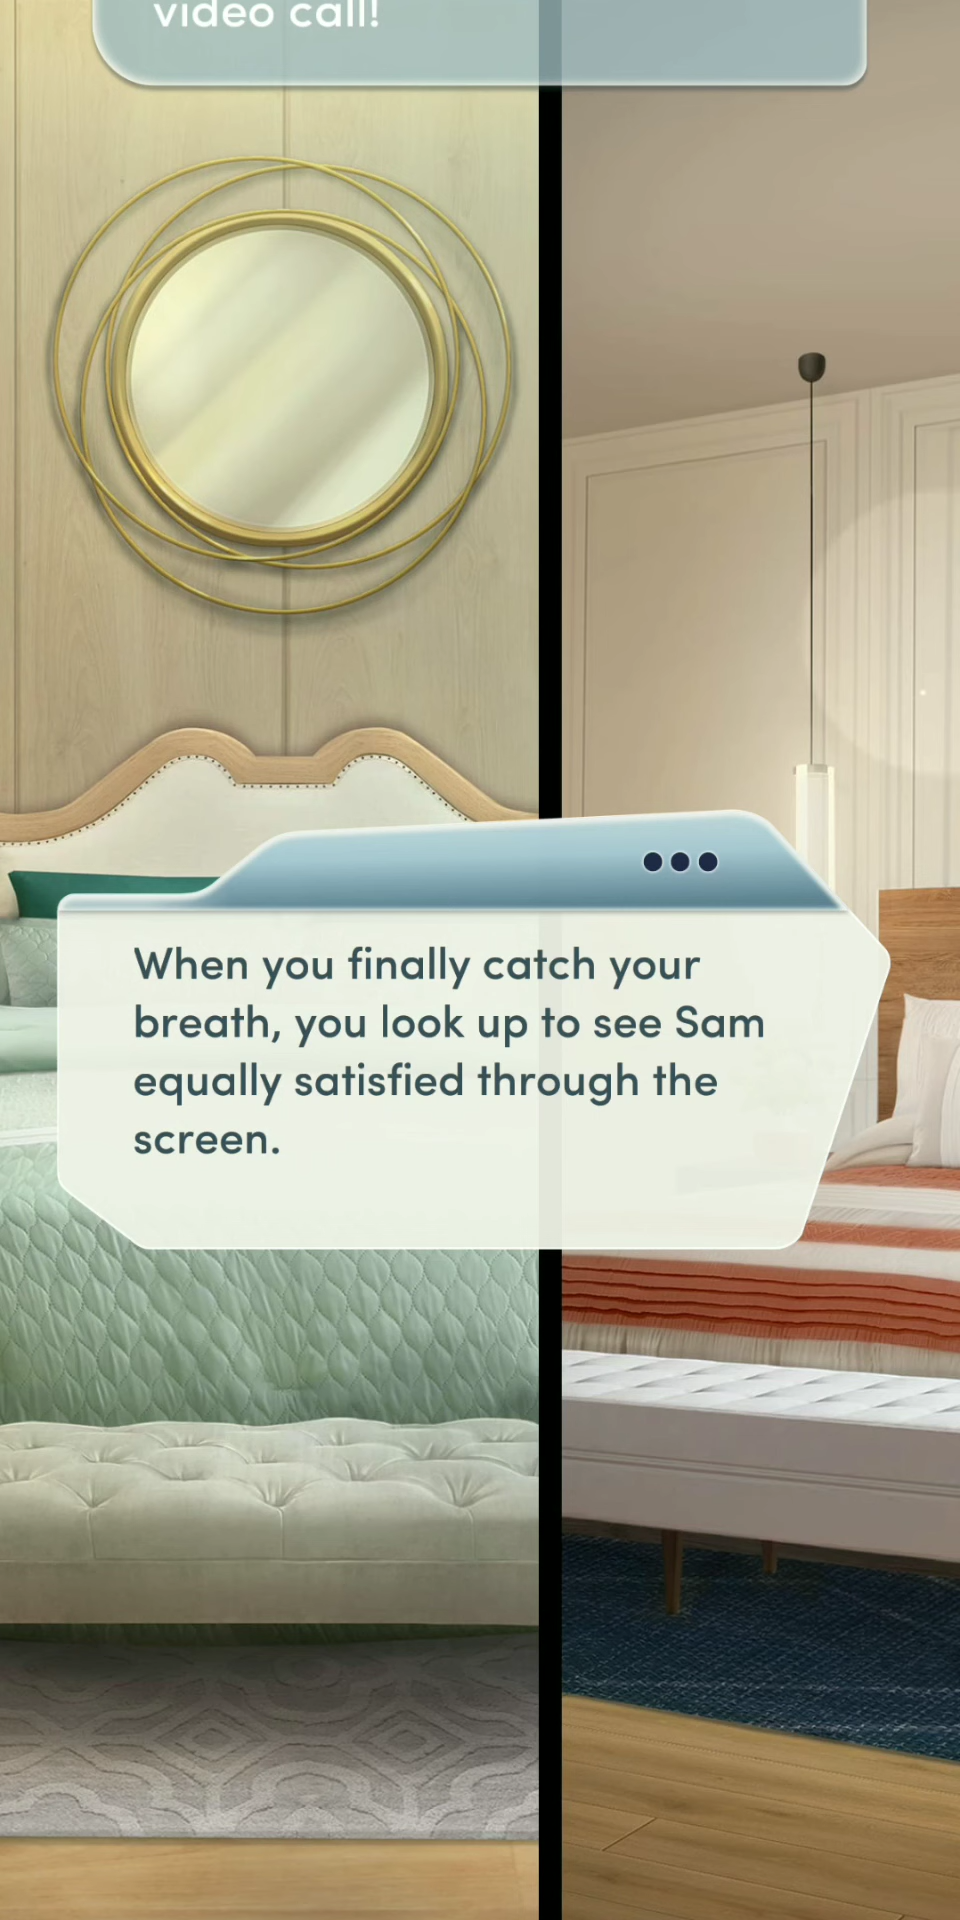 video call!
When you finally catch your
breath, you look up to see Sam
equally satisfied through the
screen.